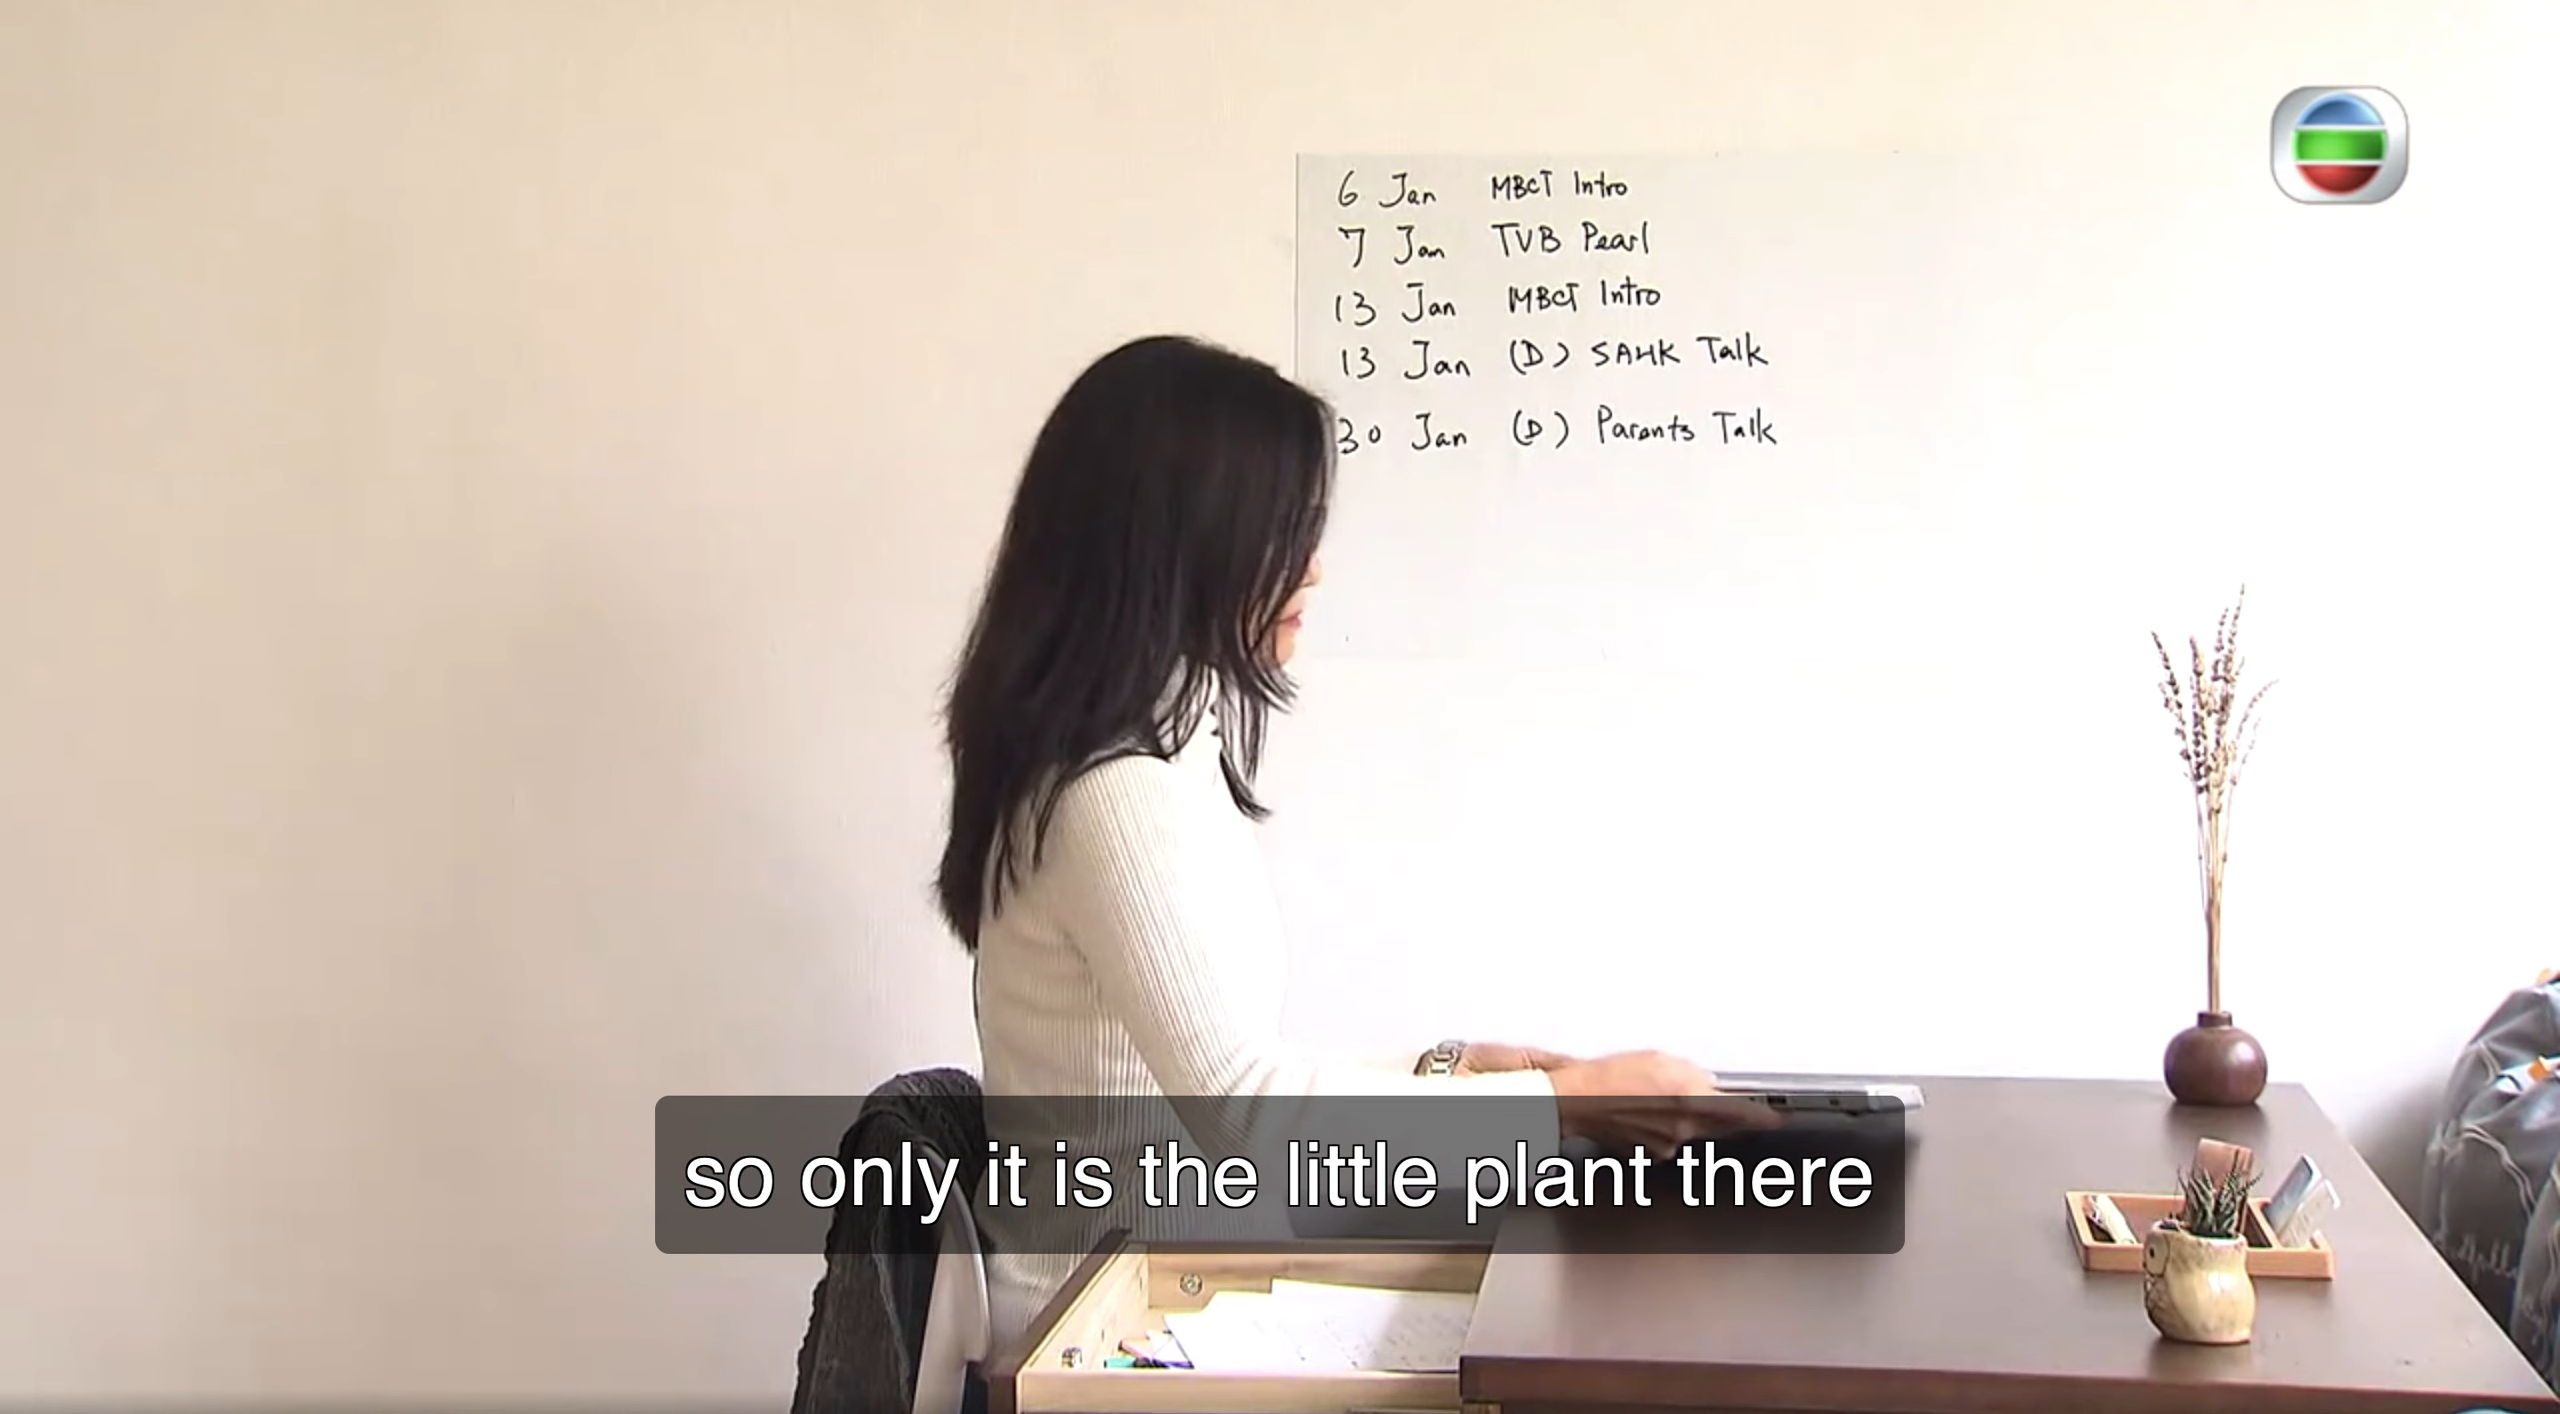 6 Jan MBCT Intro
7 Jan TVB Pearl
13 Jan MBCT Intro
13 Jan (D) SAHK Talk
30 Jan (D) Parents Talk
so only it is the little plant there